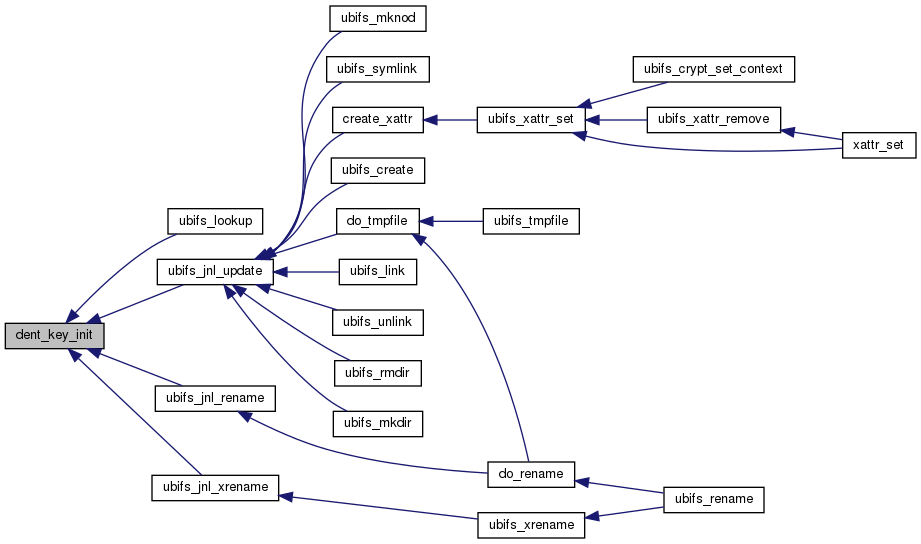 ubifs_mknod
ubifs_symlink
ubifs_crypt_set_context
create_xattr
ubifs_xattr_set
ubifs_xattr_remove
xattr_set
ubifs_create
ubifs_lookup
do_tmpfile
ubifs_tmpfile
ubifs_jnl_update
ubifs_link
ubifs_unlink
dent_key_init
ubifs_rmdir
ubifs_jnl_rename
ubifs_mkdir
do_rename
ubifs_jnl_xrename
ubifs_rename
ubifs_xrename